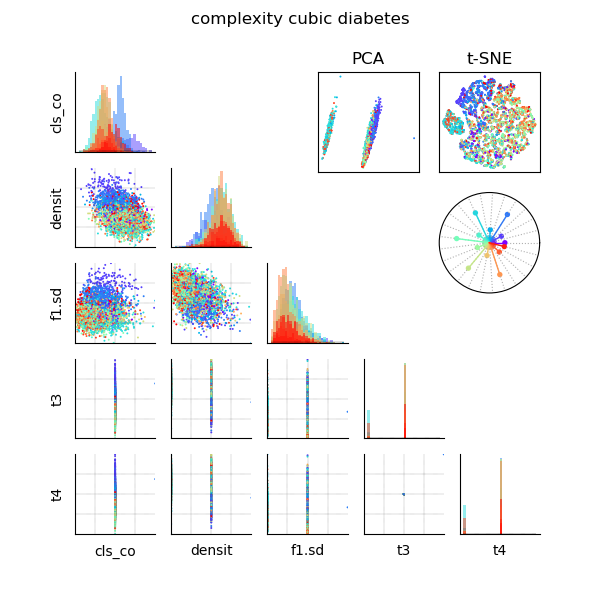 complexity cubic diabetes
PCA
t-SNE
cls_co
densit
f1.sd
t3
t4
cls_co
densit
f1.sd
t3
t4